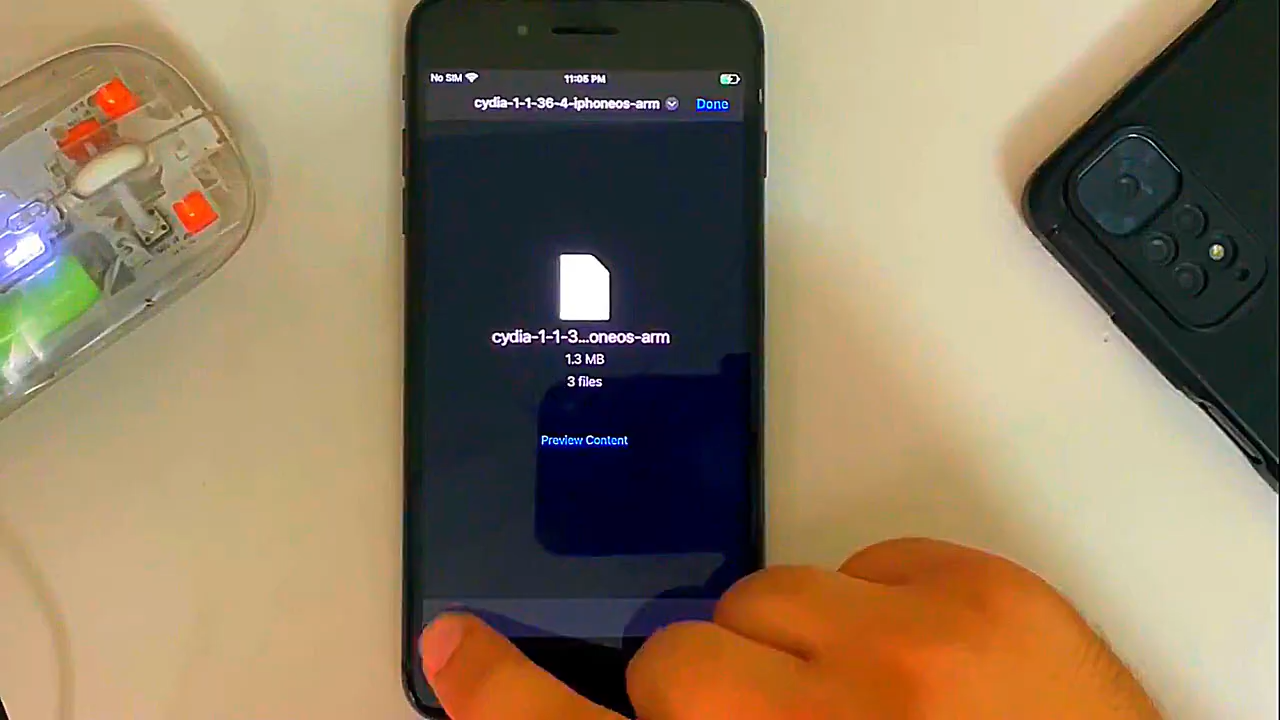 No SIM 11:05 PM
cydia-1-1-36-4-iphoneos-arm Done
cydia-1-1-3...oneos-arm
1.3 MB
3 files
Preview Content